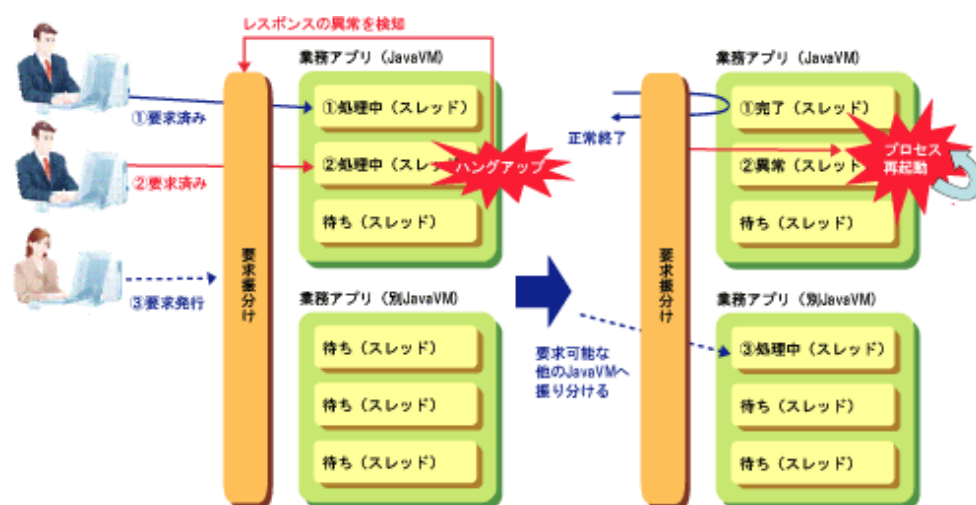 レスポンスの異常を検知
業務アプリ（JavaVM）
①処理中（スレッド）
②処理中（スレッド
ハングアップ
待ち（スレッド）
①要求済み
②要求済み
③要求発行
要求振分け
業務アプリ（別JavaVM）
待ち（スレッド）
待ち（スレッド）
待ち（スレッド）
業務アプリ（JavaVM）
①完了（スレッド）
正常終了
②異常（スレッド
プロセス
再起動
待ち（スレッド）
要求振分け
要求可能な
他のJavaVMへ
振り分ける
業務アプリ（別JavaVM）
③処理中（スレッド）
待ち（スレッド）
待ち（スレッド）